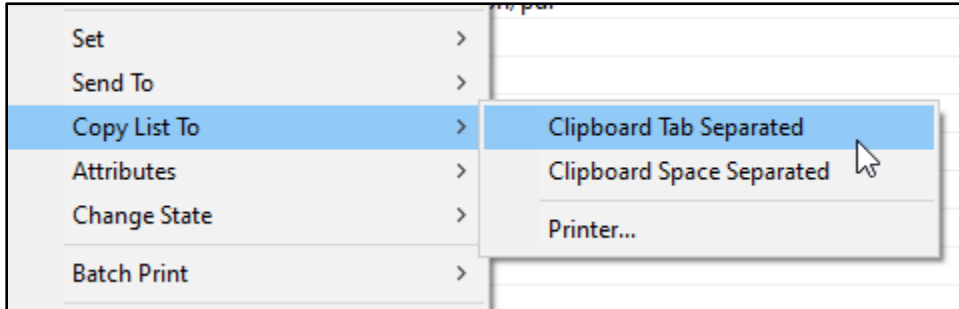 Set
Send To
Copy List To
Attributes
Change State
Batch Print
Clipboard Tab Separated
Clipboard Space Separated
Printer...